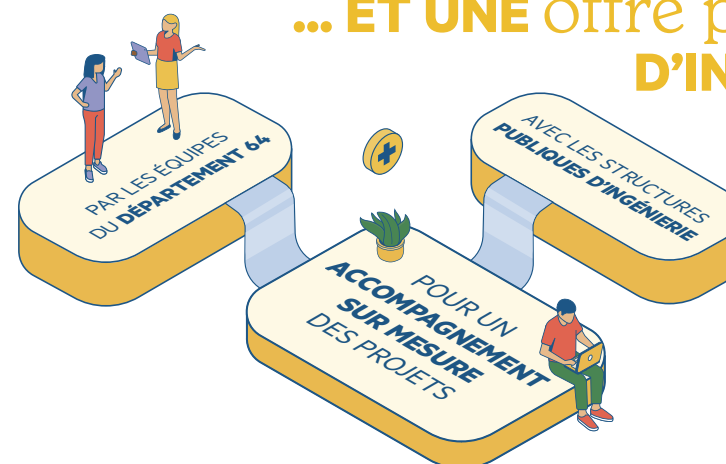 ... ET UNE offre p
D'IN
PAR LES ÉQUIPES
DU DÉPARTEMENT 64
AVEC LES STRUCTURES
PUBLIQUES D'INGÉNIERIE
POUR UN
ACCOMPAGNEMENT
SUR MESURE
DES PROJETS